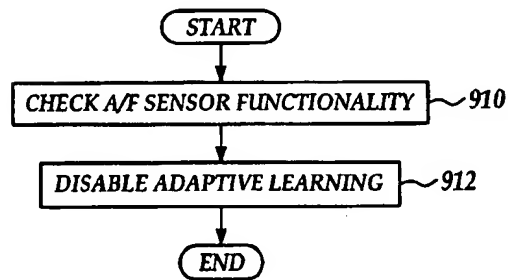 START
CHECK A/F SENSOR FUNCTIONALITY 910
DISABLE ADAPTIVE LEARNING 912
END